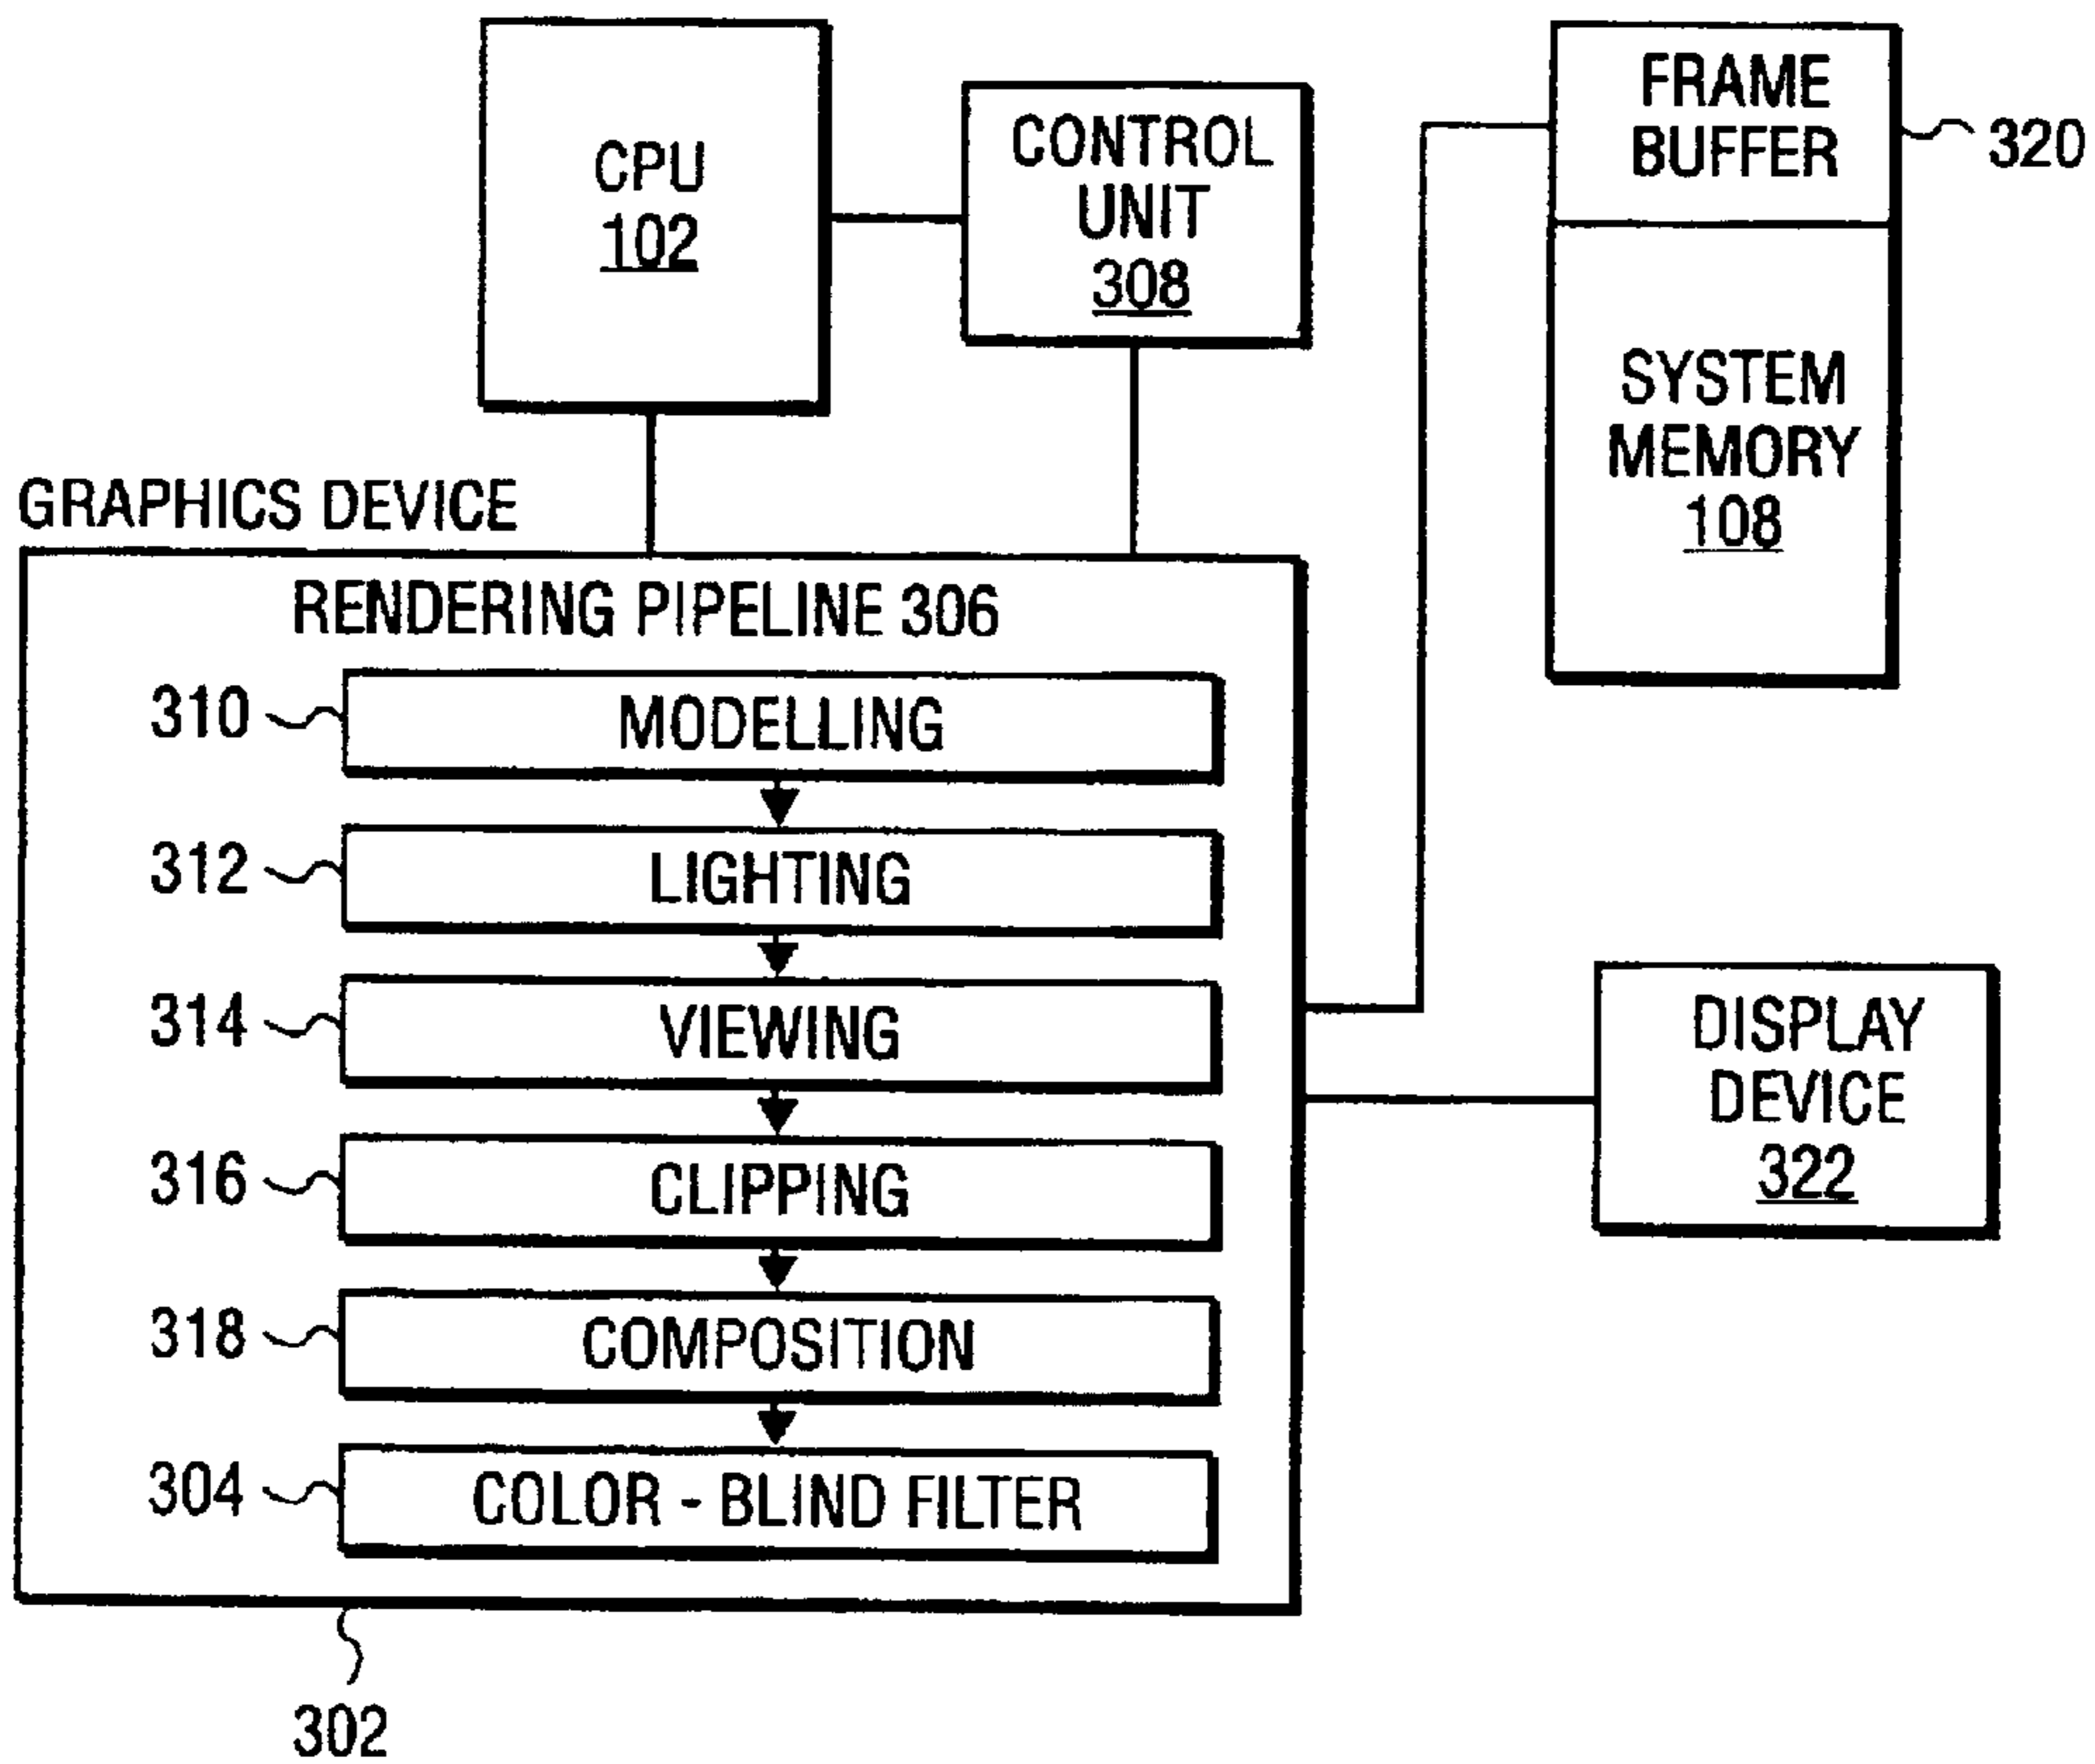 CPU
102
CONTROL
UNIT
308
FRAME
BUFFER
320
SYSTEM
MEMORY
108
GRAPHICS DEVICE
RENDERING PIPELINE 306
310
MODELLING
312
LIGHTING
314
VIEWING
316
CLIPPING
318
COMPOSITION
304
COLOR - BLIND FILTER
302
DISPLAY
DEVICE
322